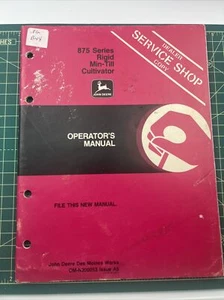 875 Series
Rigid
Min-Till
Cultivator
DEALER
SERVICE SHOP
COPY
JOHN DEERE
OPERATOR'S
MANUAL
FILE THIS NEW MANUAL.
John Deere Des Moines Works